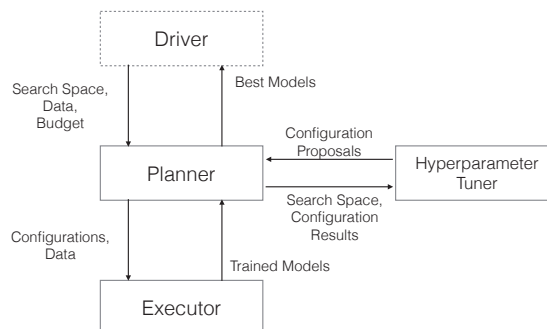 Driver
Search Space,
Data,
Budget
Best Models
Configuration
Proposals
Planner
Hyperparameter
Tuner
Search Space,
Configuration
Results
Configurations,
Data
Trained Models
Executor